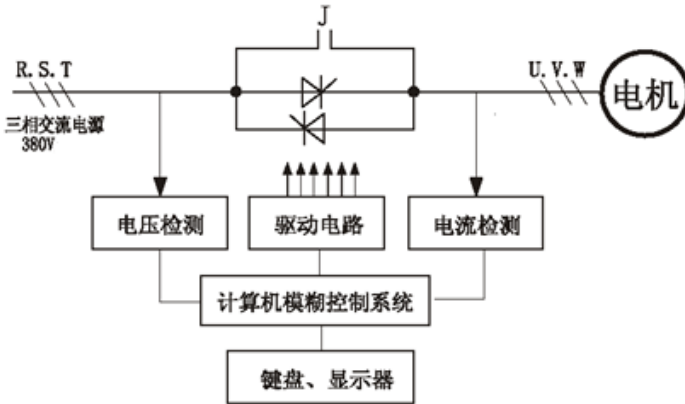 J
R.S.T
U.V.W
电机
三相交流电源
380V
电压检测
驱动电路
电流检测
计算机模糊控制系统
键盘、显示器